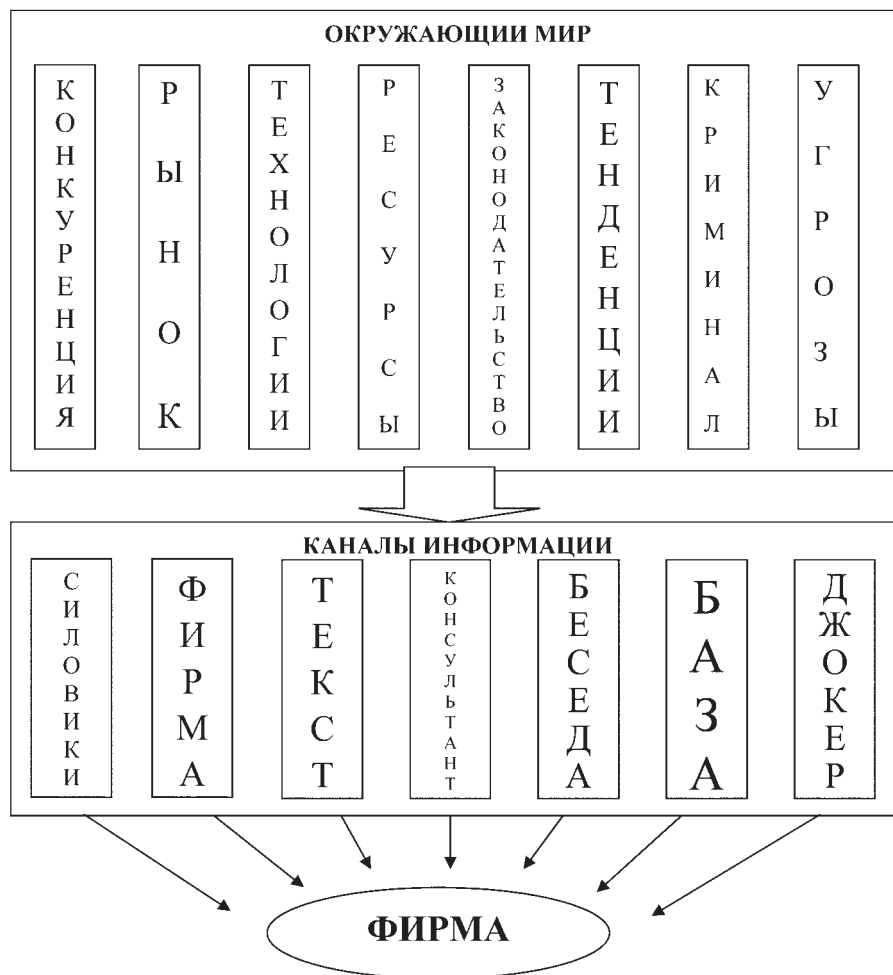 ОКРУЖАЮЩИИ МИР
КОНКУРЕНЦИЯ
РЫНОК
ТЕХНОЛОГИИ
РЕСУРСЫ
ЗАКОНОДАТЕЛЬСТВО
ТЕНДЕНЦИИ
КРИМИНАЛ
УГРОЗЫ
КАНАЛЫ ИНФОРМАЦИИ
СИЛОВИКИ
ФИРМА
ТЕКСТ
КОНСУЛЬТАНТ
БЕСЕДА
БАЗА
ДЖОКЕР
ФИРМА